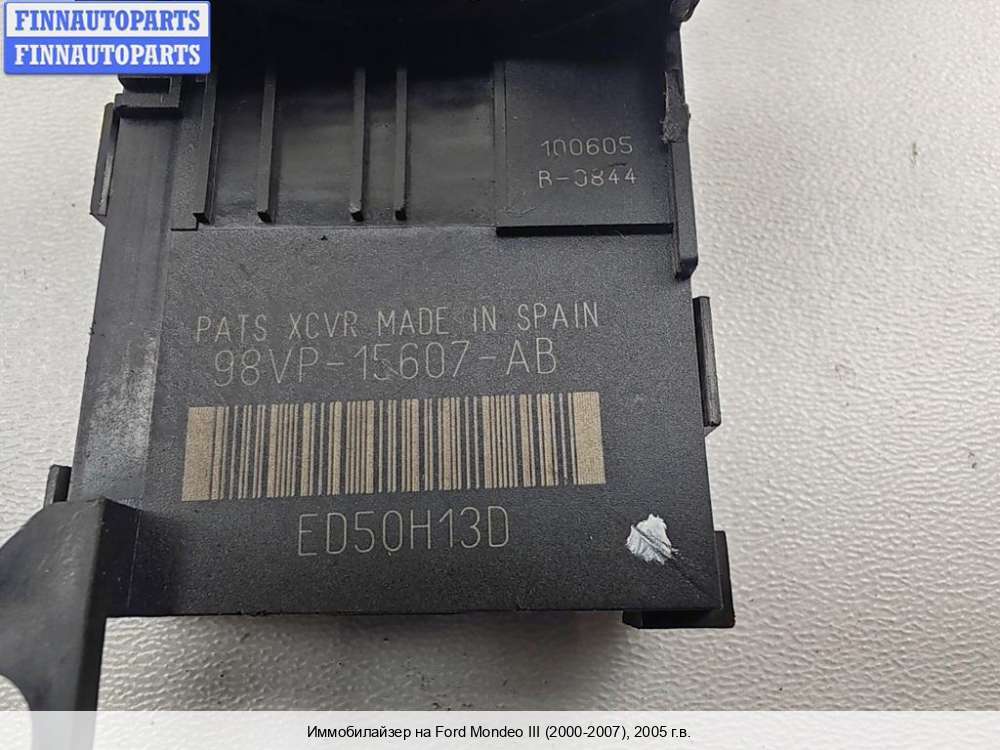 FINNAUTOPARTS
FINNAUTOPARTS
100605
B-3844
PATS XCVR MADE IN SPAIN
98VP-15607-AB
ED50H13D
Иммобилайзер на Ford Mondeo III (2000-2007), 2005 г.в.